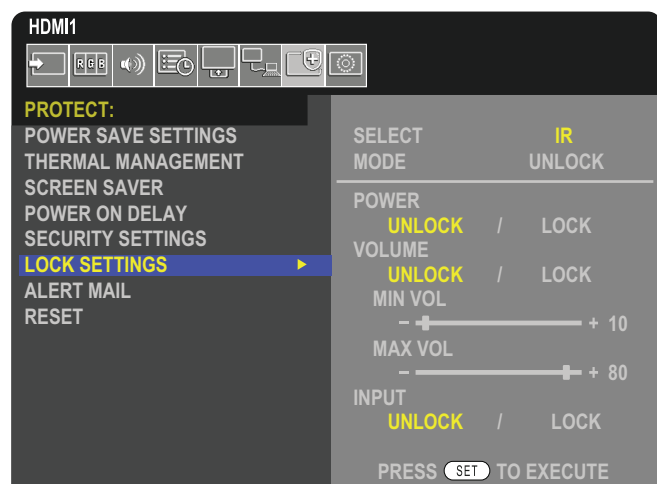 HDMI1
R G B
PROTECT:
POWER SAVE SETTINGS
THERMAL MANAGEMENT
SCREEN SAVER
POWER ON DELAY
SECURITY SETTINGS
LOCK SETTINGS
ALERT MAIL
RESET
SELECT IR
MODE UNLOCK
POWER
UNLOCK / LOCK
VOLUME
UNLOCK / LOCK
MIN VOL
– + 10
MAX VOL
– + 80
INPUT
UNLOCK / LOCK
PRESS SET TO EXECUTE